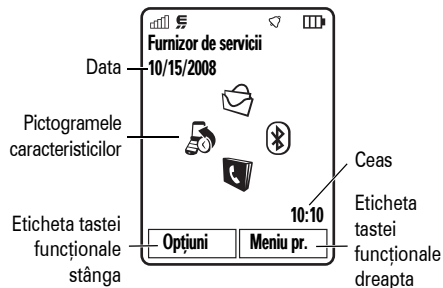 Furnizor de servicii
Data
10/15/2008
Pictogramele
caracteristicilor
Ceas
10:10
Eticheta tastei
funcționale
stânga
Opțiuni
Meniu pr.
Eticheta
tastei
funcționale
dreapta